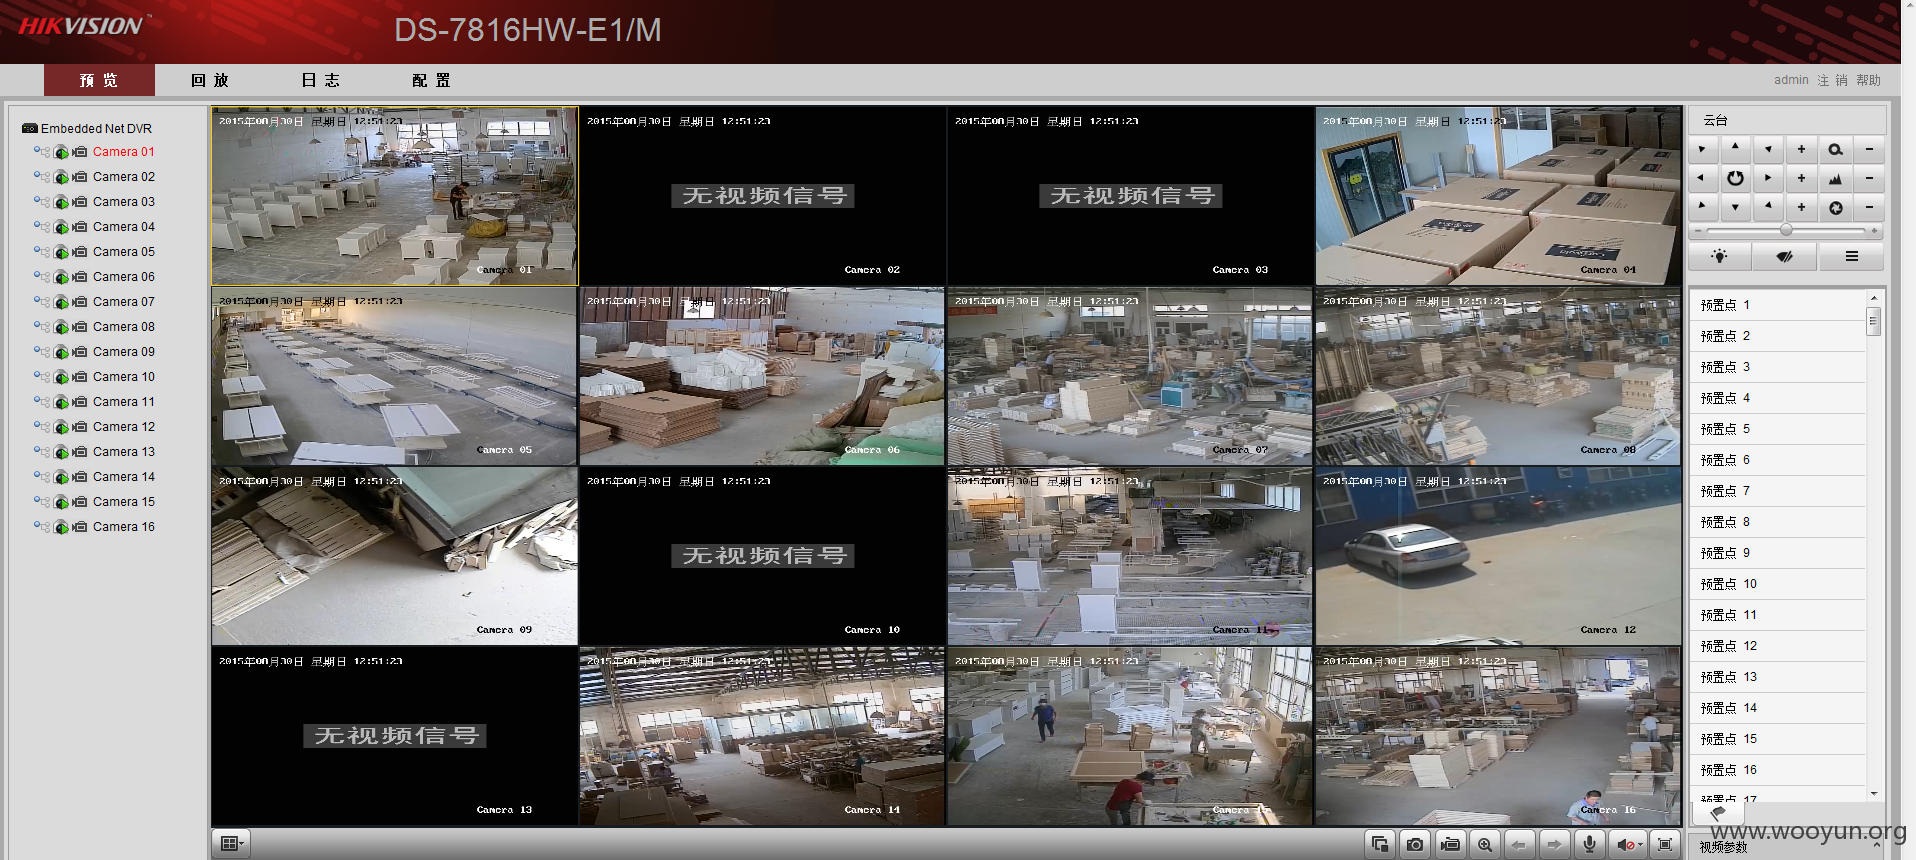 HIKVISION
DS-7816HW-E1/M
预 览
回 放
日 志
配 置
admin 注 销 帮助
Embedded Net DVR
Camera 01
Camera 02
Camera 03
Camera 04
Camera 05
Camera 06
Camera 07
Camera 08
Camera 09
Camera 10
Camera 11
Camera 12
Camera 13
Camera 14
Camera 15
Camera 16
2015年08月30日 星期日 12:51:23
Camera 01
2015年08月30日 星期日 12:51:23
无视频信号
Camera 02
2015年08月30日 星期日 12:51:23
无视频信号
Camera 03
2015年08月30日 星期日 12:51:23
Camera 04
2015年08月30日 星期日 12:51:23
Camera 05
2015年08月30日 星期日 12:51:23
Camera 06
2015年08月30日 星期日 12:51:23
Camera 07
2015年08月30日 星期日 12:51:23
Camera 08
2015年08月30日 星期日 12:51:23
Camera 09
2015年08月30日 星期日 12:51:23
无视频信号
Camera 10
2015年08月30日 星期日 12:51:23
Camera 11
2015年08月30日 星期日 12:51:23
Camera 12
2015年08月30日 星期日 12:51:23
无视频信号
Camera 13
2015年08月30日 星期日 12:51:23
Camera 14
2015年08月30日 星期日 12:51:23
Camera 15
2015年08月30日 星期日 12:51:23
Camera 16
云台
预置点 1
预置点 2
预置点 3
预置点 4
预置点 5
预置点 6
预置点 7
预置点 8
预置点 9
预置点 10
预置点 11
预置点 12
预置点 13
预置点 14
预置点 15
预置点 16
预置点 17
www.wooyun.org
视频参数